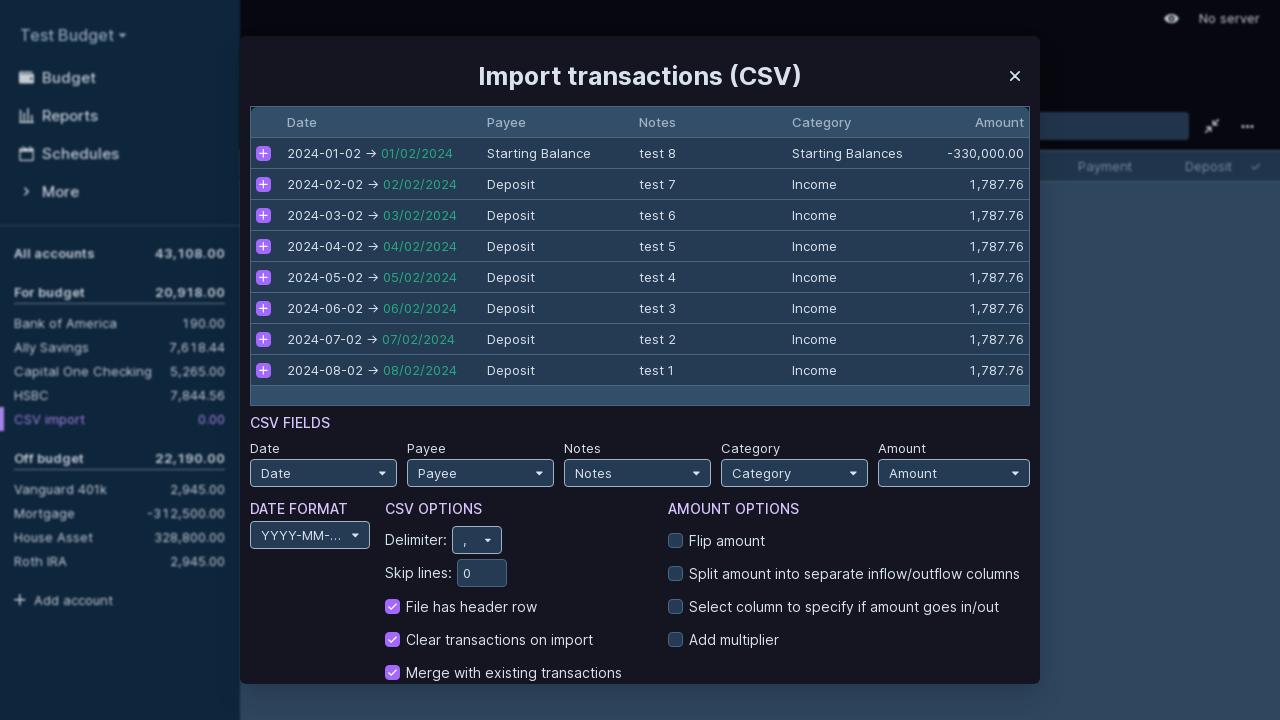 Test Budget
Budget
Reports
Schedules
More
All accounts 43,108.00
For budget 20,918.00
Bank of America 190.00
Ally Savings 7,618.44
Capital One Checking 5,265.00
HSBC 7,844.56
CSV import 0.00
Off budget 22,190.00
Vanguard 401k 2,945.00
Mortgage -312,500.00
House Asset 328,800.00
Roth IRA 2,945.00
Add account
No server
Payment Deposit
Import transactions (CSV)
Date Payee Notes Category Amount
2024-01-02 → 01/02/2024 Starting Balance test 8 Starting Balances -330,000.00
2024-02-02 → 02/02/2024 Deposit test 7 Income 1,787.76
2024-03-02 → 03/02/2024 Deposit test 6 Income 1,787.76
2024-04-02 → 04/02/2024 Deposit test 5 Income 1,787.76
2024-05-02 → 05/02/2024 Deposit test 4 Income 1,787.76
2024-06-02 → 06/02/2024 Deposit test 3 Income 1,787.76
2024-07-02 → 07/02/2024 Deposit test 2 Income 1,787.76
2024-08-02 → 08/02/2024 Deposit test 1 Income 1,787.76
CSV FIELDS
Date Payee Notes Category Amount
Date Payee Notes Category Amount
DATE FORMAT
YYYY-MM-...
CSV OPTIONS
Delimiter: ,
Skip lines: 0
File has header row
Clear transactions on import
Merge with existing transactions
AMOUNT OPTIONS
Flip amount
Split amount into separate inflow/outflow columns
Select column to specify if amount goes in/out
Add multiplier